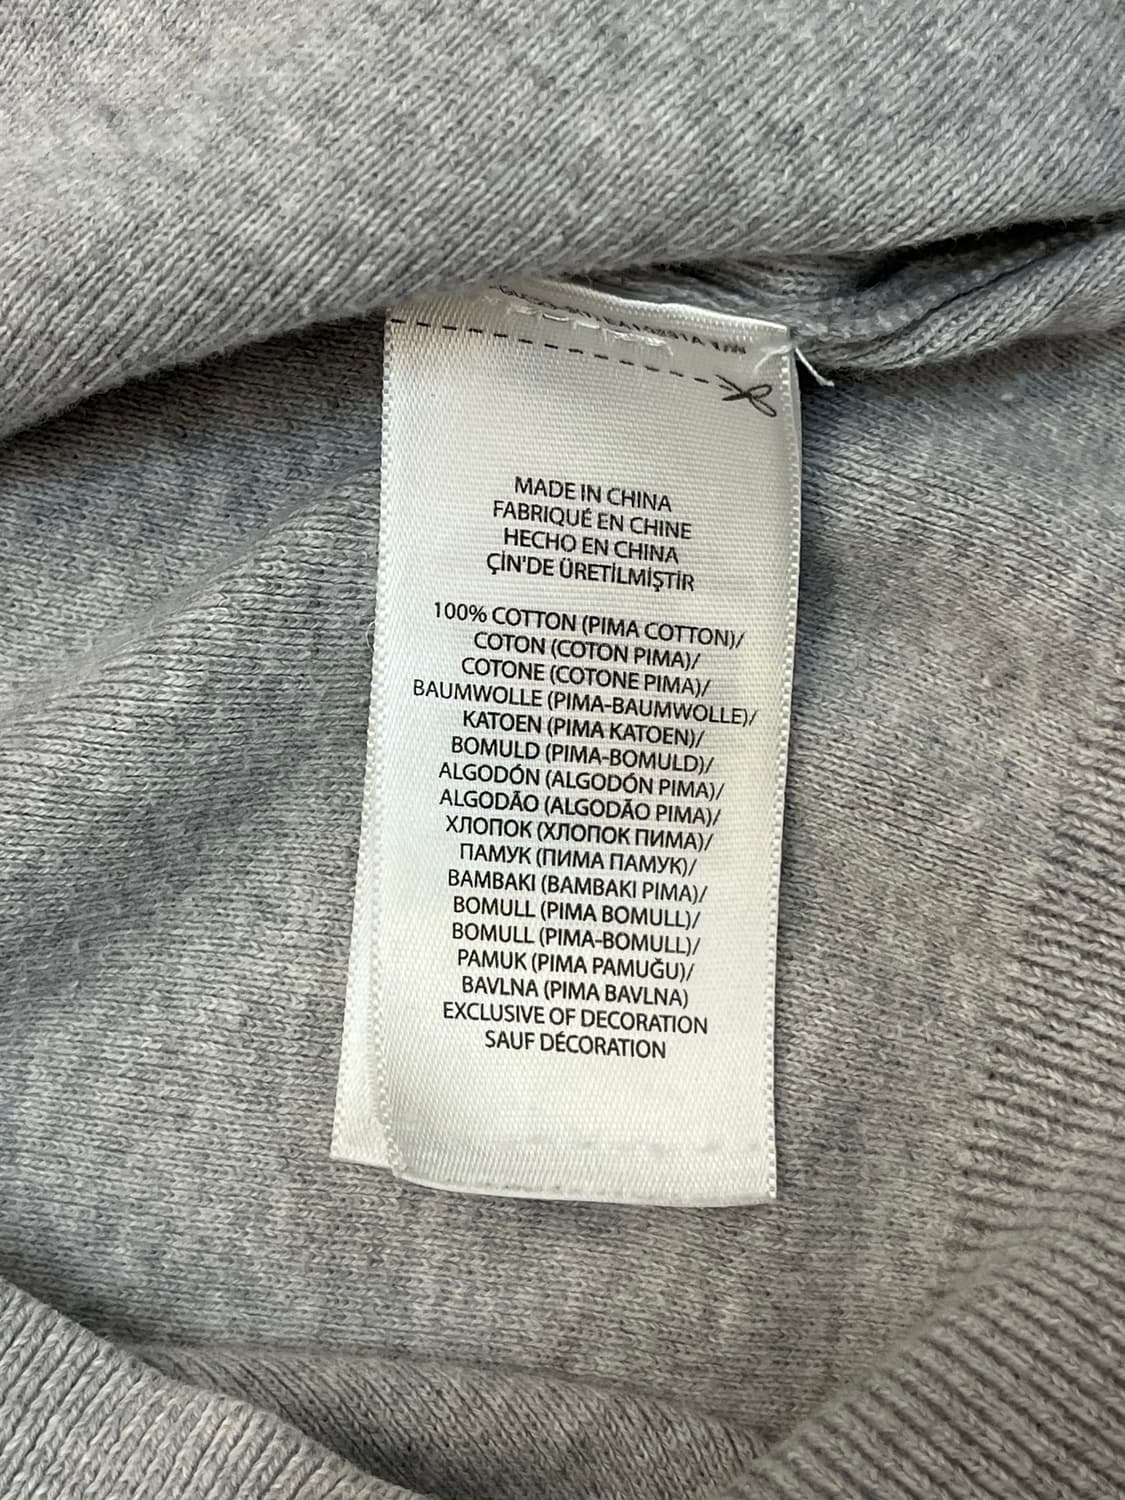 MADE IN CHINA
FABRIQUÉ EN CHINE
HECHO EN CHINA
ÇİN'DE ÜRETİLMİŞTİR
100% COTTON (PIMA COTTON)/
COTON (COTON PIMA)/
COTONE (COTONE PIMA)/
BAUMWOLLE (PIMA-BAUMWOLLE)/
KATOEN (PIMA KATOEN)/
BOMULD (PIMA-BOMULD)/
ALGODÓN (ALGODÓN PIMA)/
ALGODÃO (ALGODÃO PIMA)/
ХЛОПОК (ХЛОПОК ПИМА)/
ПАМУК (ПИМА ПАМУК)/
BAMBAKI (BAMBAKI PIMA)/
BOMULL (PIMA BOMULL)/
BOMULL (PIMA-BOMULL)/
PAMUK (PIMA PAMUĞU)/
BAVLNA (PIMA BAVLNA)
EXCLUSIVE OF DECORATION
SAUF DÉCORATION